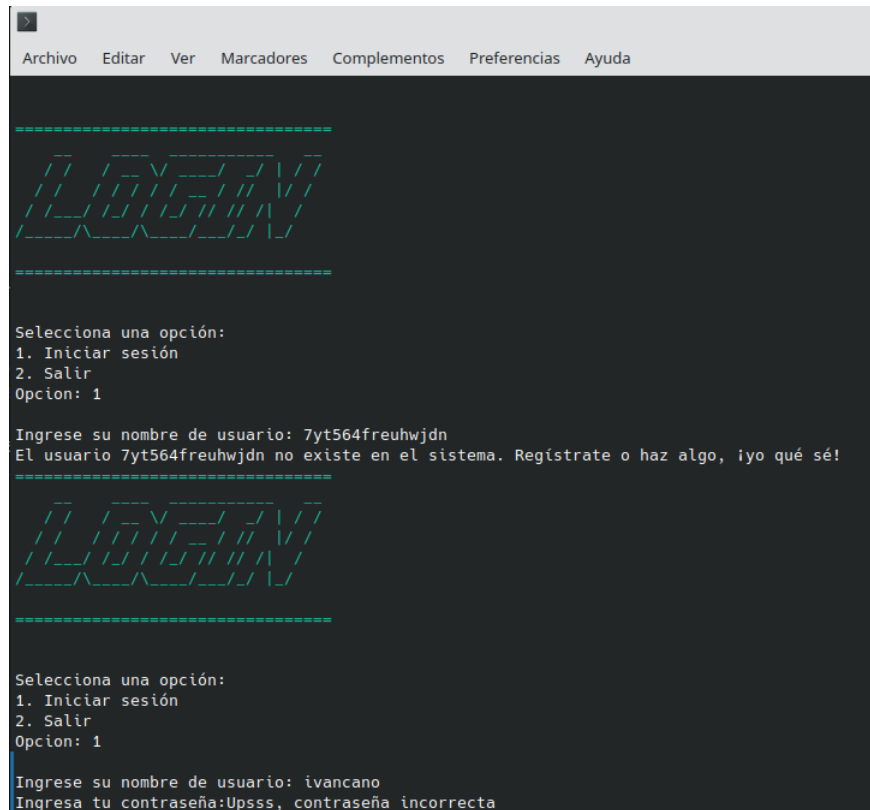 Archivo Editar Ver Marcadores Complementos Preferencias Ayuda
=================================
LOGIN
=================================
Selecciona una opción:
1. Iniciar sesión
2. Salir
Opcion: 1
Ingrese su nombre de usuario: 7yt564freuhwjdn
El usuario 7yt564freuhwjdn no existe en el sistema. Regístrate o haz algo, ¡yo qué sé!
=================================
LOGIN
=================================
Selecciona una opción:
1. Iniciar sesión
2. Salir
Opcion: 1
Ingrese su nombre de usuario: ivancano
Ingresa tu contraseña:Upsss, contraseña incorrecta